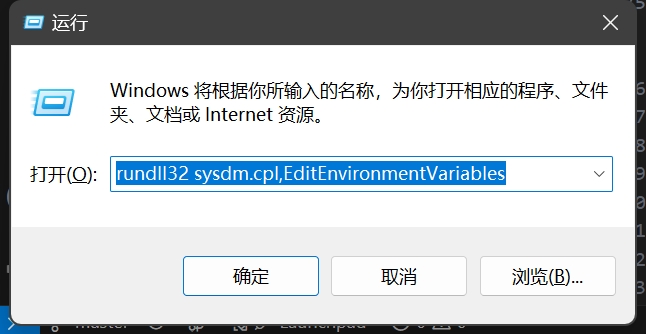 运行
Windows 将根据你所输入的名称，为你打开相应的程序、文件
夹、文档或 Internet 资源。
打开(O):
rundll32 sysdm.cpl,EditEnvironmentVariables
确定
取消
浏览(B)...
master
Launchpad